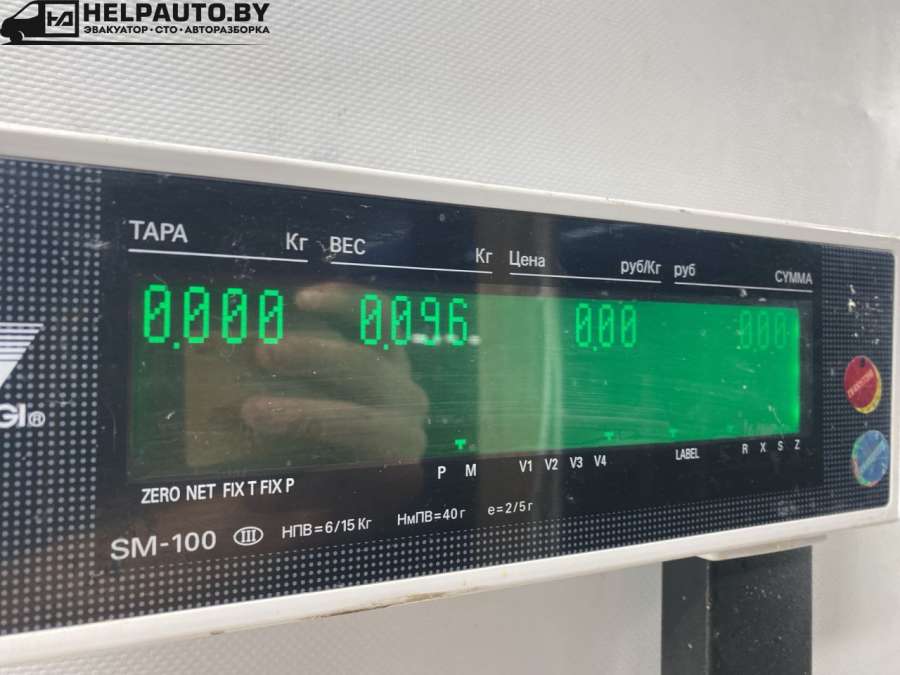 HELPAUTO.BY
ЭВАКУАТОР·СТО·АВТОРАЗБОРКА
ТАРА Кг ВЕС Кг Цена руб/Кг руб СУММА
0.000 0.096 0.00 0.00
GI®
P M V1 V2 V3 V4 LABEL R X S Z
ZERO NET FIX T FIX P
SM-100 III НПВ=6/15 Кг НмПВ=40 г e=2/5 г